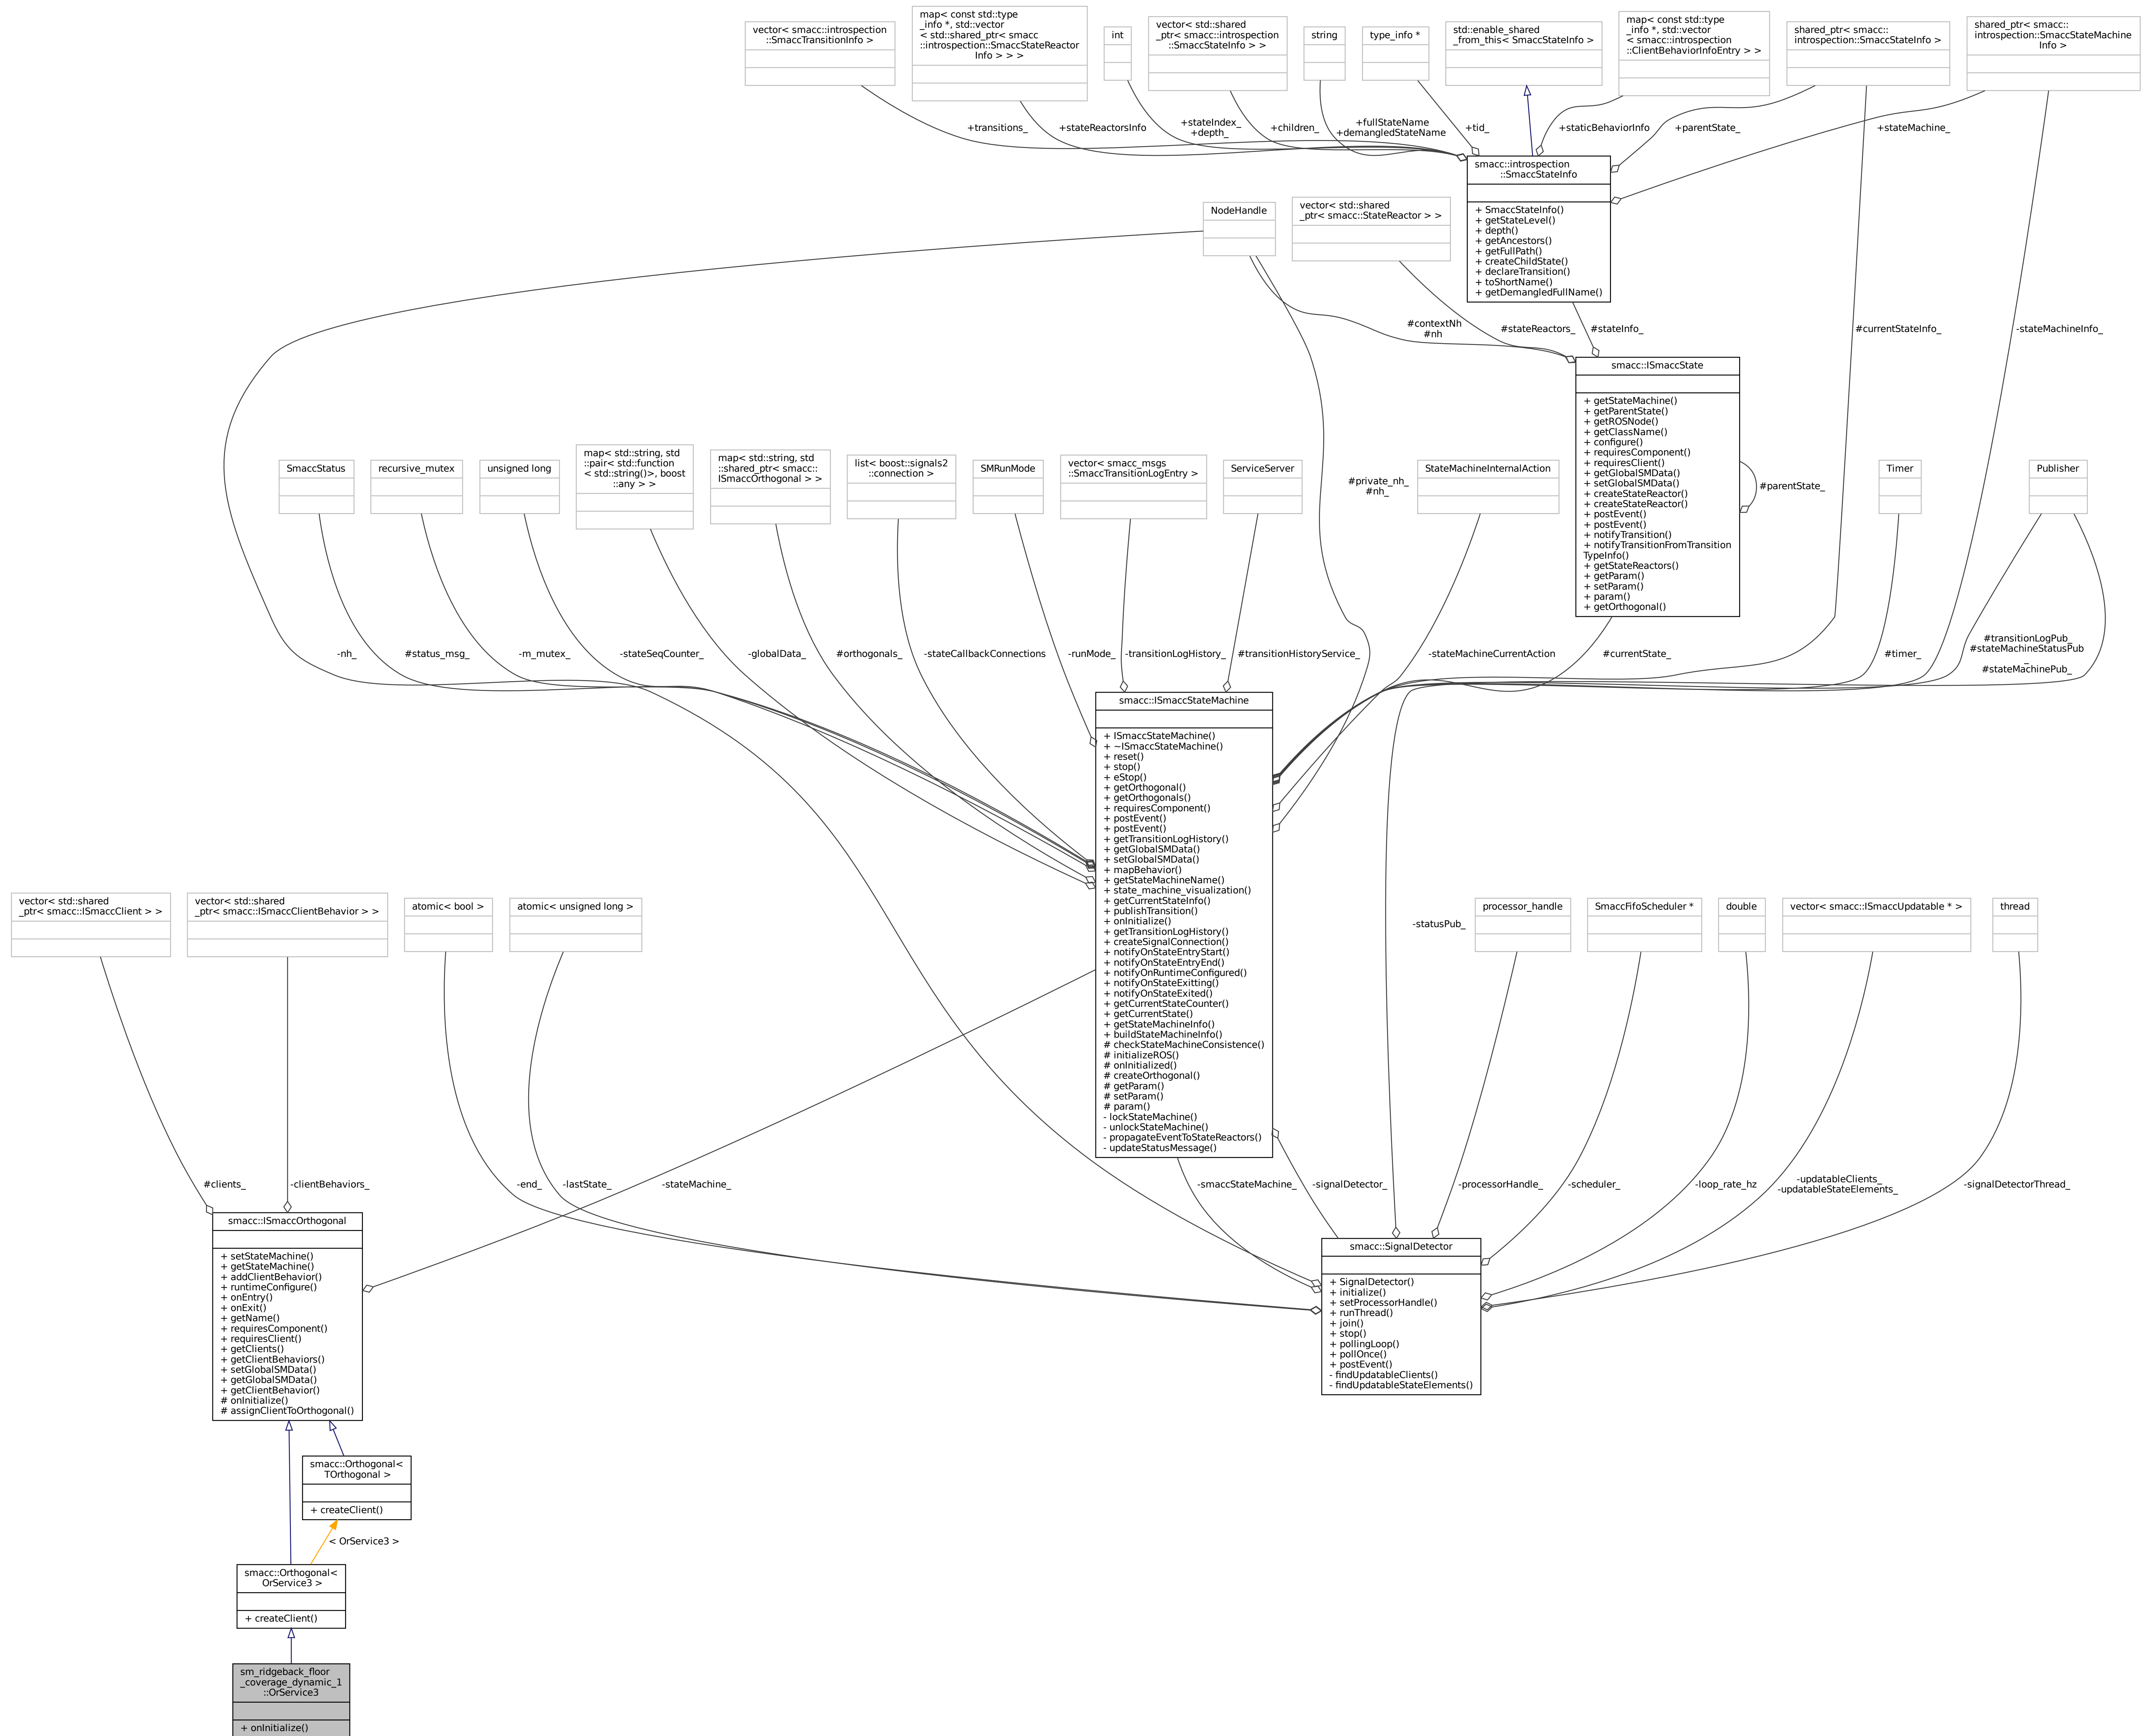 vector< smacc::introspection
::SmaccTransitionInfo >
map< const std::type
_info *, std::vector
< std::shared_ptr< smacc
::introspection::SmaccStateReactor
Info > > >
int
vector< std::shared
_ptr< smacc::introspection
::SmaccStateInfo > >
string
type_info *
std::enable_shared
_from_this< SmaccStateInfo >
map< const std::type
_info *, std::vector
< smacc::introspection
::ClientBehaviorInfoEntry > >
shared_ptr< smacc::
introspection::SmaccStateInfo >
shared_ptr< smacc::
introspection::SmaccStateMachine
Info >
+transitions_
+stateReactorsInfo
+stateIndex_
+depth_
+children_
+fullStateName
+demangledStateName
+tid_
+staticBehaviorInfo
+parentState_
+stateMachine_
smacc::introspection
::SmaccStateInfo
+ SmaccStateInfo()
+ getStateLevel()
+ depth()
+ getAncestors()
+ getFullPath()
+ createChildState()
+ declareTransition()
+ toShortName()
+ getDemangledFullName()
NodeHandle
vector< std::shared
_ptr< smacc::StateReactor > >
#contextNh
#nh
#stateReactors_
#stateInfo_
#currentStateInfo_
-stateMachineInfo_
smacc::ISmaccState
+ getStateMachine()
+ getParentState()
+ getROSNode()
+ getClassName()
+ configure()
+ requiresComponent()
+ requiresClient()
+ getGlobalSMData()
+ setGlobalSMData()
+ createStateReactor()
+ createStateReactor()
+ postEvent()
+ postEvent()
+ notifyTransition()
+ notifyTransitionFromTransition
TypeInfo()
+ getStateReactors()
+ getParam()
+ setParam()
+ param()
+ getOrthogonal()
#parentState_
SmaccStatus
recursive_mutex
unsigned long
map< std::string, std
::pair< std::function
< std::string()>, boost
::any > >
map< std::string, std
::shared_ptr< smacc::
ISmaccOrthogonal > >
list< boost::signals2
::connection >
SMRunMode
vector< smacc_msgs
::SmaccTransitionLogEntry >
ServiceServer
#private_nh_
#nh_
StateMachineInternalAction
Timer
Publisher
-nh_
#status_msg_
-m_mutex_
-stateSeqCounter_
-globalData_
#orthogonals_
-stateCallbackConnections
-runMode_
-transitionLogHistory_
#transitionHistoryService_
-stateMachineCurrentAction
#currentState_
#timer_
#transitionLogPub_
#stateMachineStatusPub
_
#stateMachinePub_
smacc::ISmaccStateMachine
+ ISmaccStateMachine()
+ ~ISmaccStateMachine()
+ reset()
+ stop()
+ eStop()
+ getOrthogonal()
+ getOrthogonals()
+ requiresComponent()
+ postEvent()
+ postEvent()
+ getTransitionLogHistory()
+ getGlobalSMData()
+ setGlobalSMData()
+ mapBehavior()
+ getStateMachineName()
+ state_machine_visualization()
+ getCurrentStateInfo()
+ publishTransition()
+ onInitialize()
+ getTransitionLogHistory()
+ createSignalConnection()
+ notifyOnStateEntryStart()
+ notifyOnStateEntryEnd()
+ notifyOnRuntimeConfigured()
+ notifyOnStateExitting()
+ notifyOnStateExited()
+ getCurrentStateCounter()
+ getCurrentState()
+ getStateMachineInfo()
+ buildStateMachineInfo()
# checkStateMachineConsistence()
# initializeROS()
# onInitialized()
# createOrthogonal()
# getParam()
# setParam()
# param()
- lockStateMachine()
- unlockStateMachine()
- propagateEventToStateReactors()
- updateStatusMessage()
vector< std::shared
_ptr< smacc::ISmaccClient > >
vector< std::shared
_ptr< smacc::ISmaccClientBehavior > >
atomic< bool >
atomic< unsigned long >
-statusPub_
processor_handle
SmaccFifoScheduler *
double
vector< smacc::ISmaccUpdatable * >
thread
#clients_
-clientBehaviors_
-end_
-lastState_
-stateMachine_
-smaccStateMachine_
-signalDetector_
-processorHandle_
-scheduler_
-loop_rate_hz
-updatableClients_
-updatableStateElements_
-signalDetectorThread_
smacc::ISmaccOrthogonal
+ setStateMachine()
+ getStateMachine()
+ addClientBehavior()
+ runtimeConfigure()
+ onEntry()
+ onExit()
+ getName()
+ requiresComponent()
+ requiresClient()
+ getClients()
+ getClientBehaviors()
+ setGlobalSMData()
+ getGlobalSMData()
+ getClientBehavior()
# onInitialize()
# assignClientToOrthogonal()
smacc::SignalDetector
+ SignalDetector()
+ initialize()
+ setProcessorHandle()
+ runThread()
+ join()
+ stop()
+ pollingLoop()
+ pollOnce()
+ postEvent()
- findUpdatableClients()
- findUpdatableStateElements()
smacc::Orthogonal<
TOrthogonal >
+ createClient()
< OrService3 >
smacc::Orthogonal<
OrService3 >
+ createClient()
sm_ridgeback_floor
_coverage_dynamic_1
::OrService3
+ onInitialize()